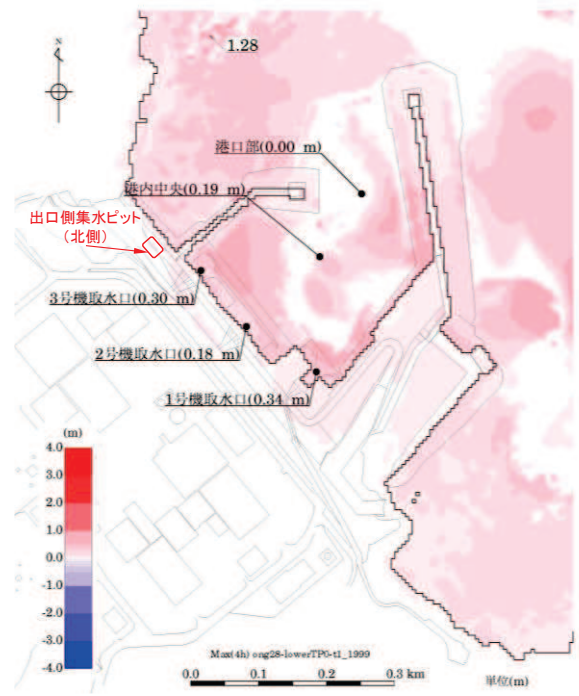 1.28
N
港口部(0.00 m)
港内中央(0.19 m)
出口側集水ピット
(北側)
3号機取水口(0.30 m)
2号機取水口(0.18 m)
1号機取水口(0.34 m)
(m)
4.0
3.0
2.0
1.0
0.0
-1.0
-2.0
-3.0
-4.0
Max(4h) ong28-lowerTP0-t1_1999
0.0 0.1 0.2 0.3 km
単位(m)